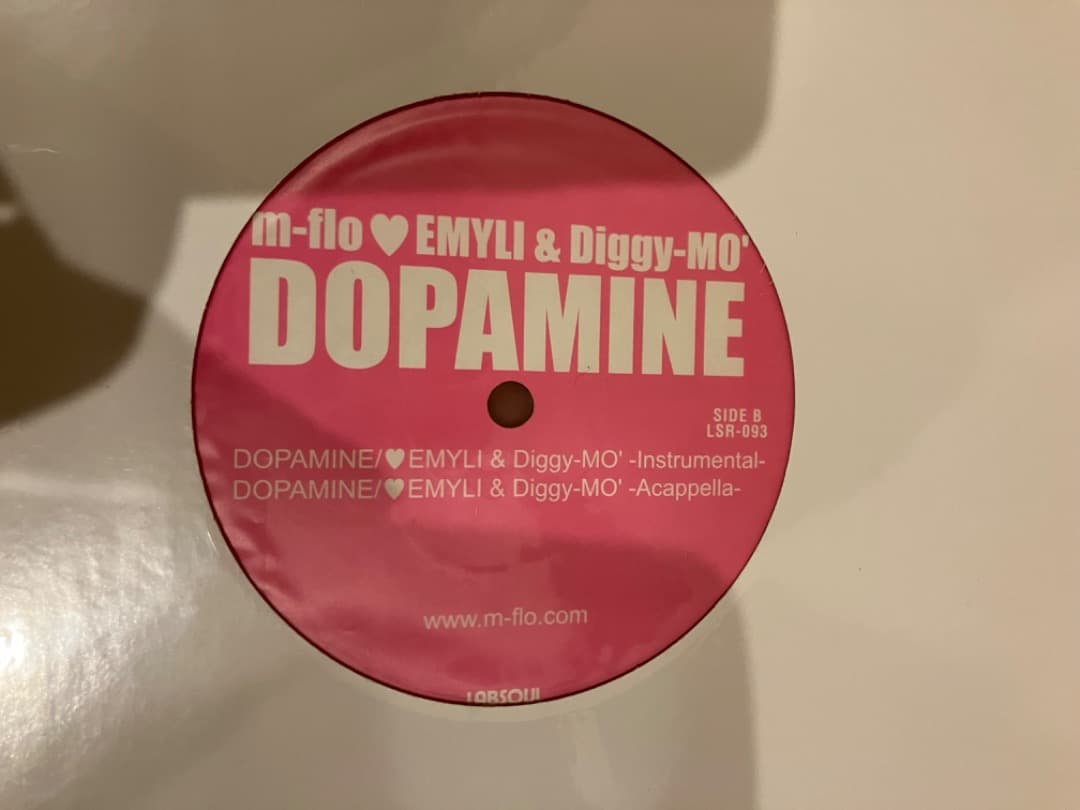 m-flo♥EMYLI & Diggy-MO'
DOPAMINE
SIDE B
LSR-093
DOPAMINE/♥EMYLI & Diggy-MO' -Instrumental-
DOPAMINE/♥EMYLI & Diggy-MO' -Acappella-
www.m-flo.com
LABSOUL